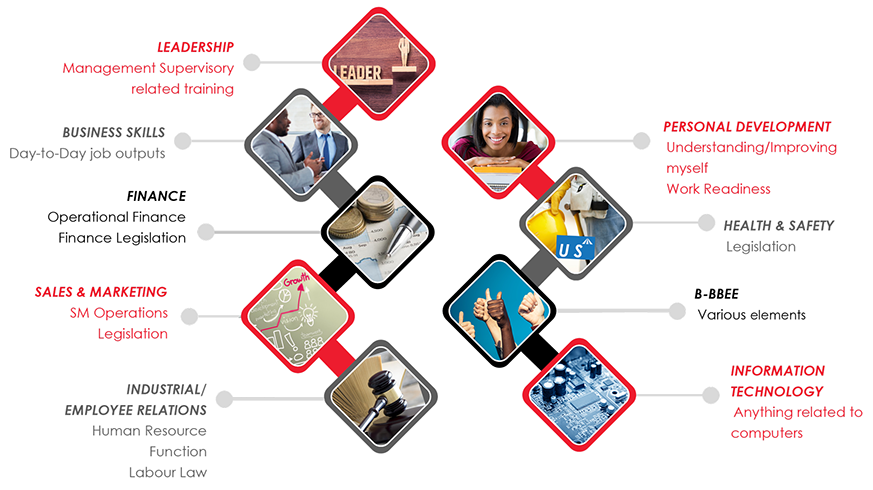 LEADERSHIP
Management Supervisory
related training
LEADER
BUSINESS SKILLS
Day-to-Day job outputs
FINANCE
Operational Finance
Finance Legislation
SALES & MARKETING
SM Operations
Legislation
Growth
INDUSTRIAL/
EMPLOYEE RELATIONS
Human Resource
Function
Labour Law
PERSONAL DEVELOPMENT
Understanding/Improving
myself
Work Readiness
HEALTH & SAFETY
Legislation
US
B-BBEE
Various elements
INFORMATION
TECHNOLOGY
Anything related to
computers